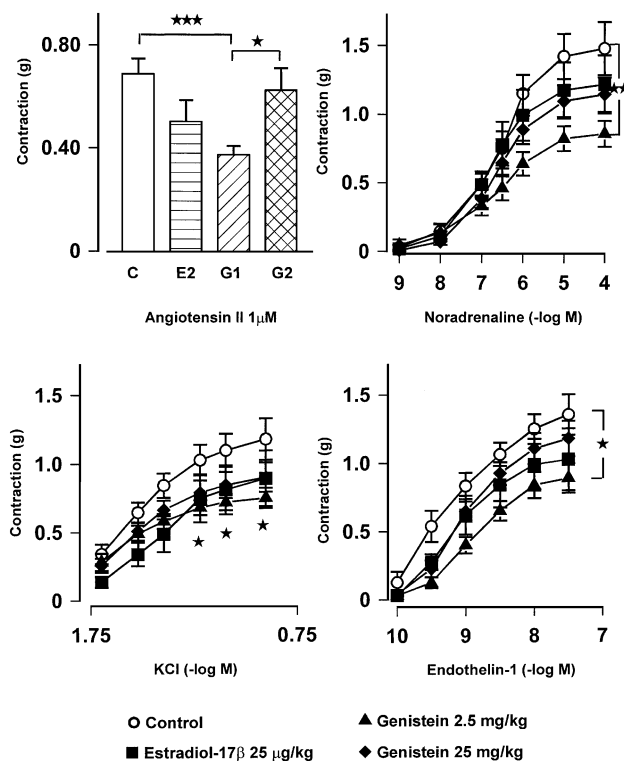 ★★★
★
0.80
0.40
0
Contraction (g)
C E2 G1 G2
Angiotensin II 1μM
1.5
1.0
0.5
0
Contraction (g)
★★
9 8 7 6 5 4
Noradrenaline (-log M)
1.5
1.0
0.5
0
Contraction (g)
★ ★ ★
1.75 0.75
KCl (-log M)
1.5
1.0
0.5
0
Contraction (g)
★
10 9 8 7
Endothelin-1 (-log M)
Control
Estradiol-17β 25 μg/kg
Genistein 2.5 mg/kg
Genistein 25 mg/kg